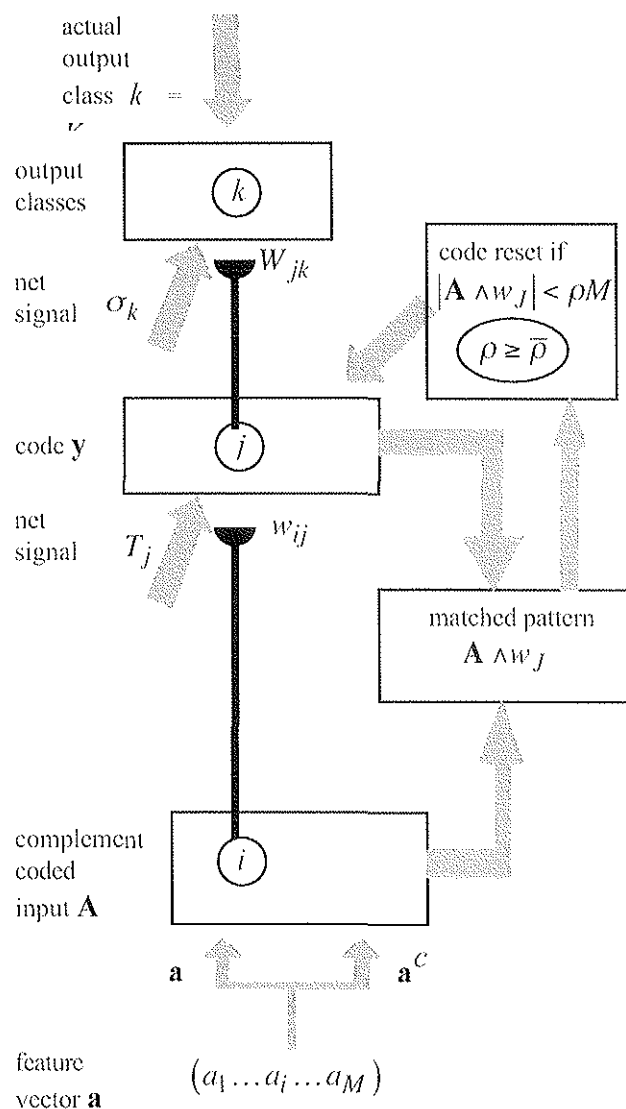 actual
output
class k =
output
classes
k
W_jk
net
signal
σ_k
code reset if
|A ∧ w_J| < ρM
ρ ≥ ρ̅
code y
j
net
signal
T_j
w_ij
matched pattern
A ∧ w_J
complement
coded
input A
i
a
a^c
feature
vector a
(a_1 … a_i … a_M)